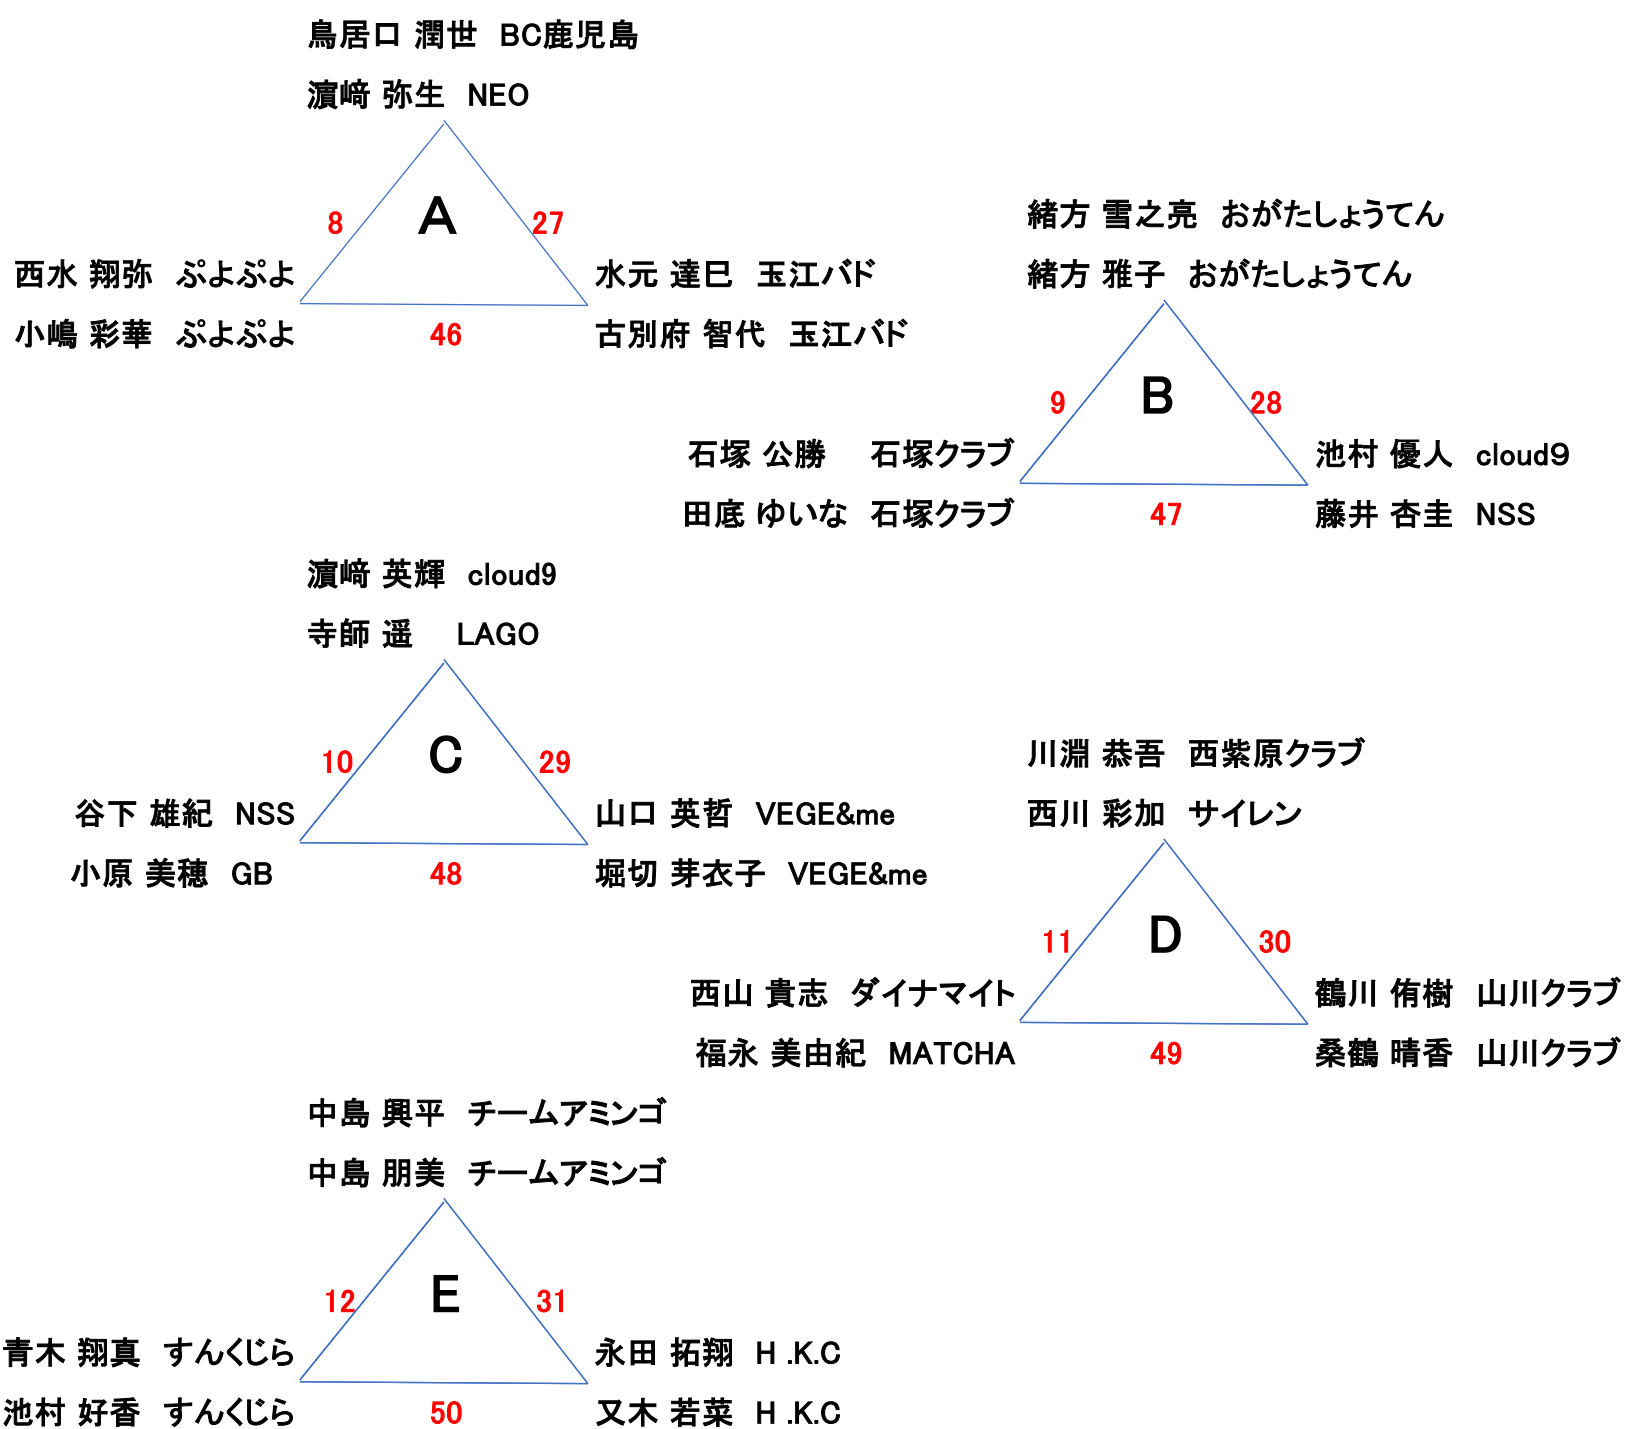 鳥居口 潤世 BC鹿児島
濵﨑 弥生 NEO
A
8
27
西水 翔弥 ぷよぷよ
小嶋 彩華 ぷよぷよ
46
水元 達巳 玉江バド
古別府 智代 玉江バド
緒方 雪之亮 おがたしょうてん
緒方 雅子 おがたしょうてん
B
9
28
石塚 公勝 石塚クラブ
田底 ゆいな 石塚クラブ
47
池村 優人 cloud９
藤井 杏圭 NSS
濵﨑 英輝 cloud9
寺師 遥 LAGO
C
10
29
谷下 雄紀 NSS
小原 美穂 GB
48
山口 英哲 VEGE&me
堀切 芽衣子 VEGE&me
川淵 恭吾 西紫原クラブ
西川 彩加 サイレン
D
11
30
西山 貴志 ダイナマイト
福永 美由紀 MATCHA
49
鶴川 侑樹 山川クラブ
桑鶴 晴香 山川クラブ
中島 興平 チームアミンゴ
中島 朋美 チームアミンゴ
E
12
31
青木 翔真 すんくじら
池村 好香 すんくじら
50
永田 拓翔 H .K.C
又木 若菜 H .K.C